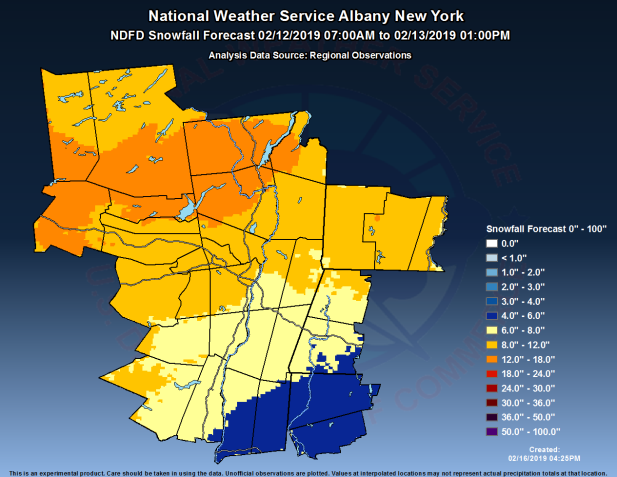 National Weather Service Albany New York
NDFD Snowfall Forecast 02/12/2019 07:00AM to 02/13/2019 01:00PM
Analysis Data Source: Regional Observations
Snowfall Forecast 0" - 100"
0.0"
< 1.0"
1.0" - 2.0"
2.0" - 3.0"
3.0" - 4.0"
4.0" - 6.0"
6.0" - 8.0"
8.0" - 12.0"
12.0" - 18.0"
18.0" - 24.0"
24.0" - 30.0"
30.0" - 36.0"
36.0" - 50.0"
50.0" - 100.0"
Created:
02/16/2019 04:25PM
This is an experimental product. Care should be taken in using the data. Unofficial observations are plotted. Values at interpolated locations may not represent actual precipitation totals at that location.